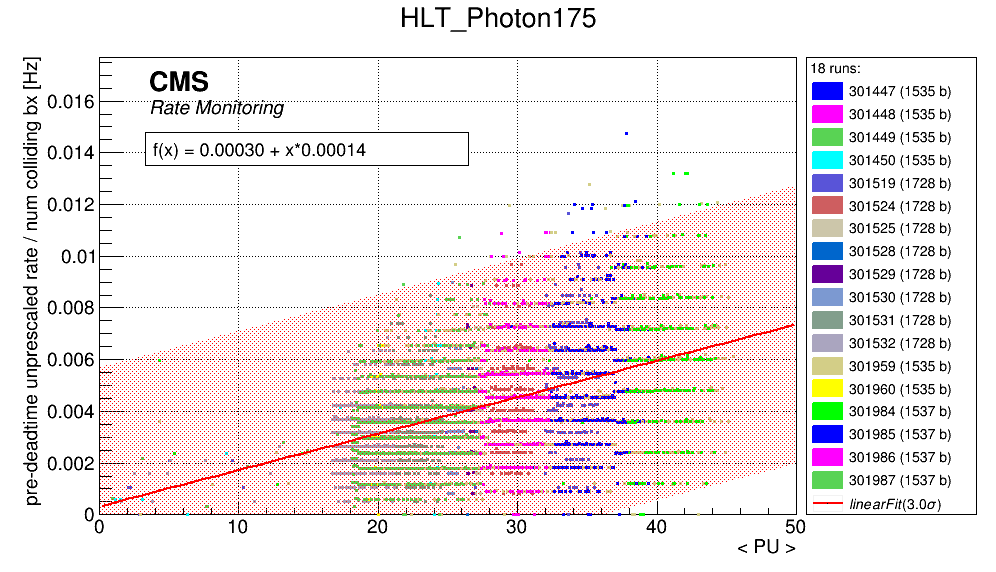 HLT_Photon175
pre-deadtime unprescaled rate / num colliding bx [Hz]
CMS
Rate Monitoring
f(x) = 0.00030 + x*0.00014
0.016
0.014
0.012
0.01
0.008
0.006
0.004
0.002
0
0 10 20 30 40 50
< PU >
18 runs:
301447 (1535 b)
301448 (1535 b)
301449 (1535 b)
301450 (1535 b)
301519 (1728 b)
301524 (1728 b)
301525 (1728 b)
301528 (1728 b)
301529 (1728 b)
301530 (1728 b)
301531 (1728 b)
301532 (1728 b)
301959 (1535 b)
301960 (1535 b)
301984 (1537 b)
301985 (1537 b)
301986 (1537 b)
301987 (1537 b)
linearFit(3.0σ)